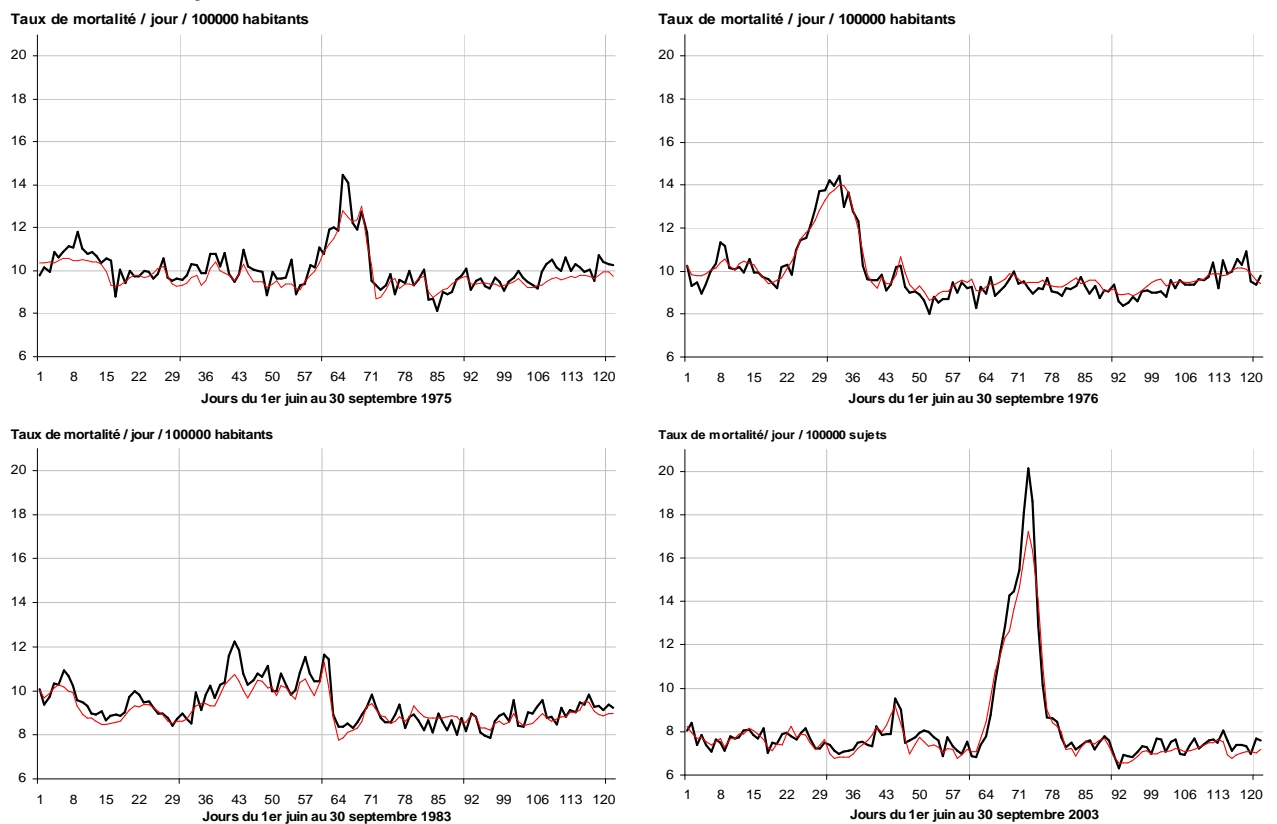 Taux de mortalité / jour / 100000 habitants
20
18
16
14
12
10
8
6
1 8 15 22 29 36 43 50 57 64 71 78 85 92 99 106 113 120
Jours du 1er juin au 30 septembre 1975
Taux de mortalité / jour / 100000 habitants
20
18
16
14
12
10
8
6
1 8 15 22 29 36 43 50 57 64 71 78 85 92 99 106 113 120
Jours du 1er juin au 30 septembre 1976
Taux de mortalité / jour / 100000 habitants
20
18
16
14
12
10
8
6
1 8 15 22 29 36 43 50 57 64 71 78 85 92 99 106 113 120
Jours du 1er juin au 30 septembre 1983
Taux de mortalité/ jour / 100000 sujets
20
18
16
14
12
10
8
6
1 8 15 22 29 36 43 50 57 64 71 78 85 92 99 106 113 120
Jours du 1er juin au 30 septembre 2003